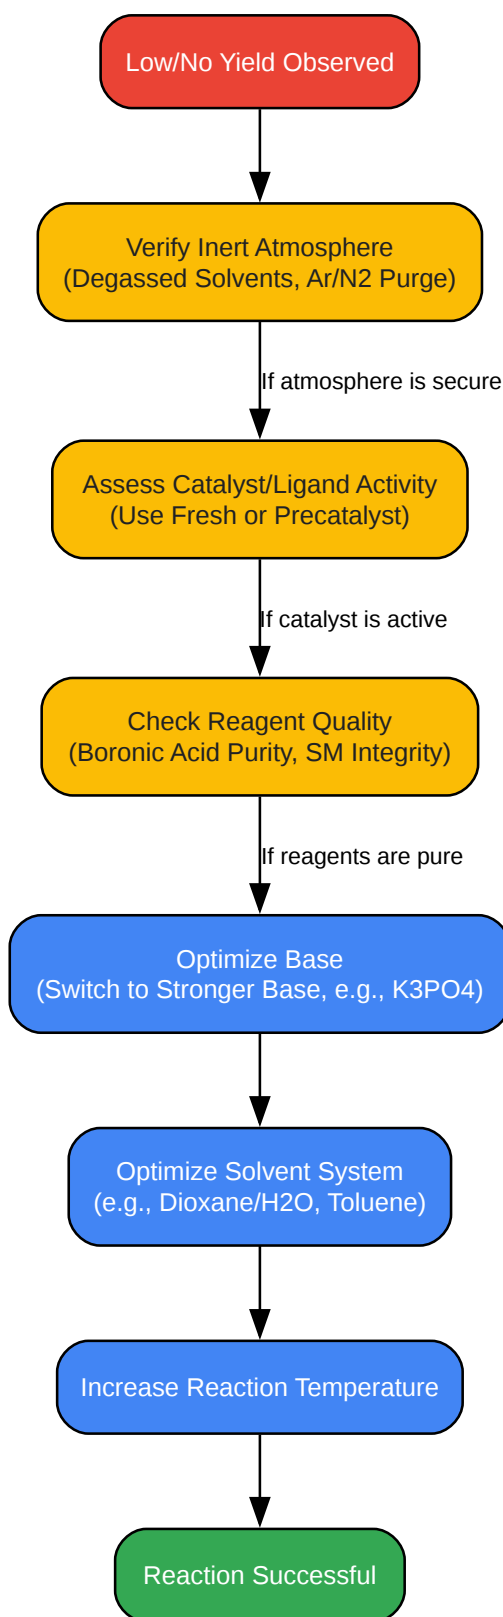 Low/No Yield Observed
Verify Inert Atmosphere
(Degassed Solvents, Ar/N2 Purge)
If atmosphere is secure
Assess Catalyst/Ligand Activity
(Use Fresh or Precatalyst)
If catalyst is active
Check Reagent Quality
(Boronic Acid Purity, SM Integrity)
If reagents are pure
Optimize Base
(Switch to Stronger Base, e.g., K3PO4)
Optimize Solvent System
(e.g., Dioxane/H2O, Toluene)
Increase Reaction Temperature
Reaction Successful